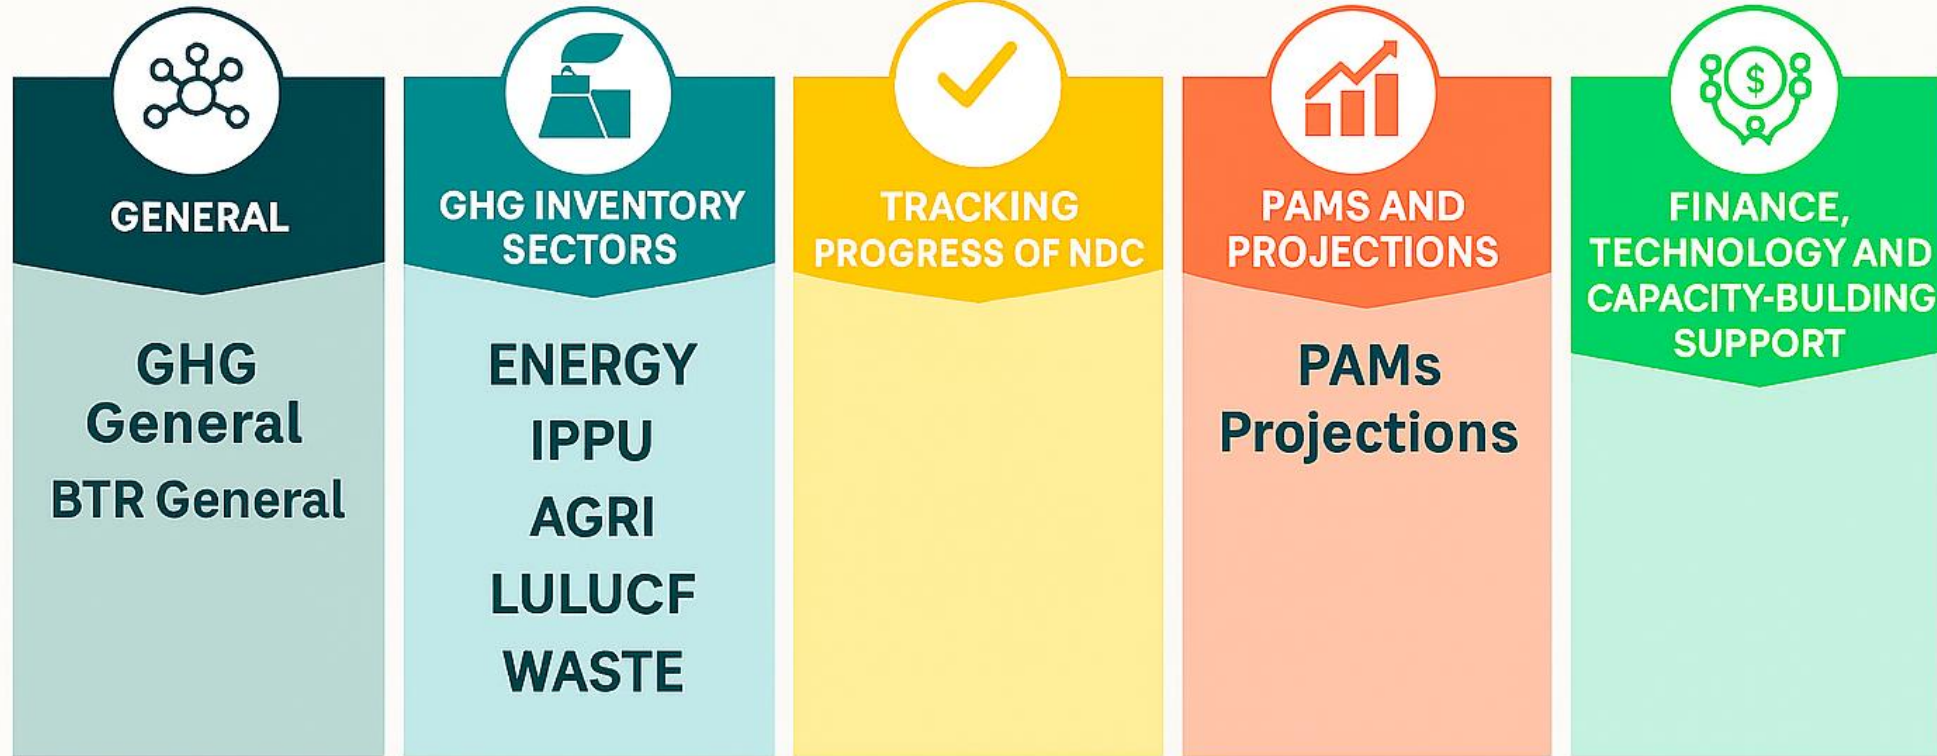 GENERAL
GHG
General
BTR General
GHG INVENTORY
SECTORS
ENERGY
IPPU
AGRI
LULUCF
WASTE
TRACKING
PROGRESS OF NDC
PAMS AND
PROJECTIONS
PAMs
Projections
$
FINANCE,
TECHNOLOGY AND
CAPACITY-BULDING
SUPPORT